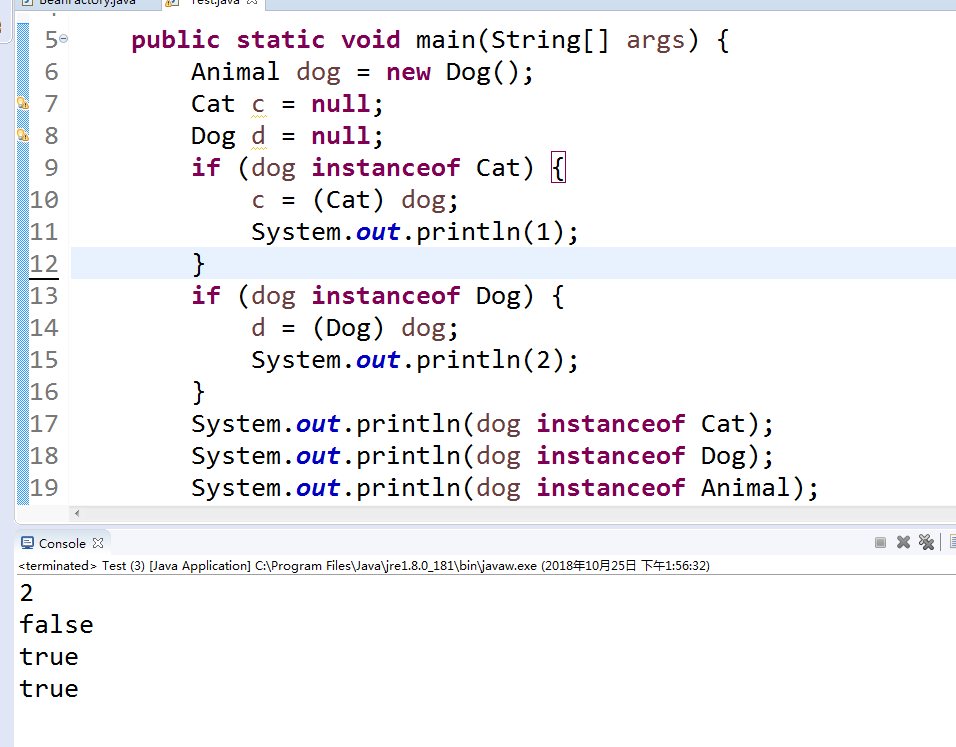 BeanFactory.java Test.java
5 public static void main(String[] args) {
6 Animal dog = new Dog();
7 Cat c = null;
8 Dog d = null;
9 if (dog instanceof Cat) {
10 c = (Cat) dog;
11 System.out.println(1);
12 }
13 if (dog instanceof Dog) {
14 d = (Dog) dog;
15 System.out.println(2);
16 }
17 System.out.println(dog instanceof Cat);
18 System.out.println(dog instanceof Dog);
19 System.out.println(dog instanceof Animal);
Console
<terminated> Test (3) [Java Application] C:\Program Files\Java\jre1.8.0_181\bin\javaw.exe (2018年10月25日 下午1:56:32)
2
false
true
true